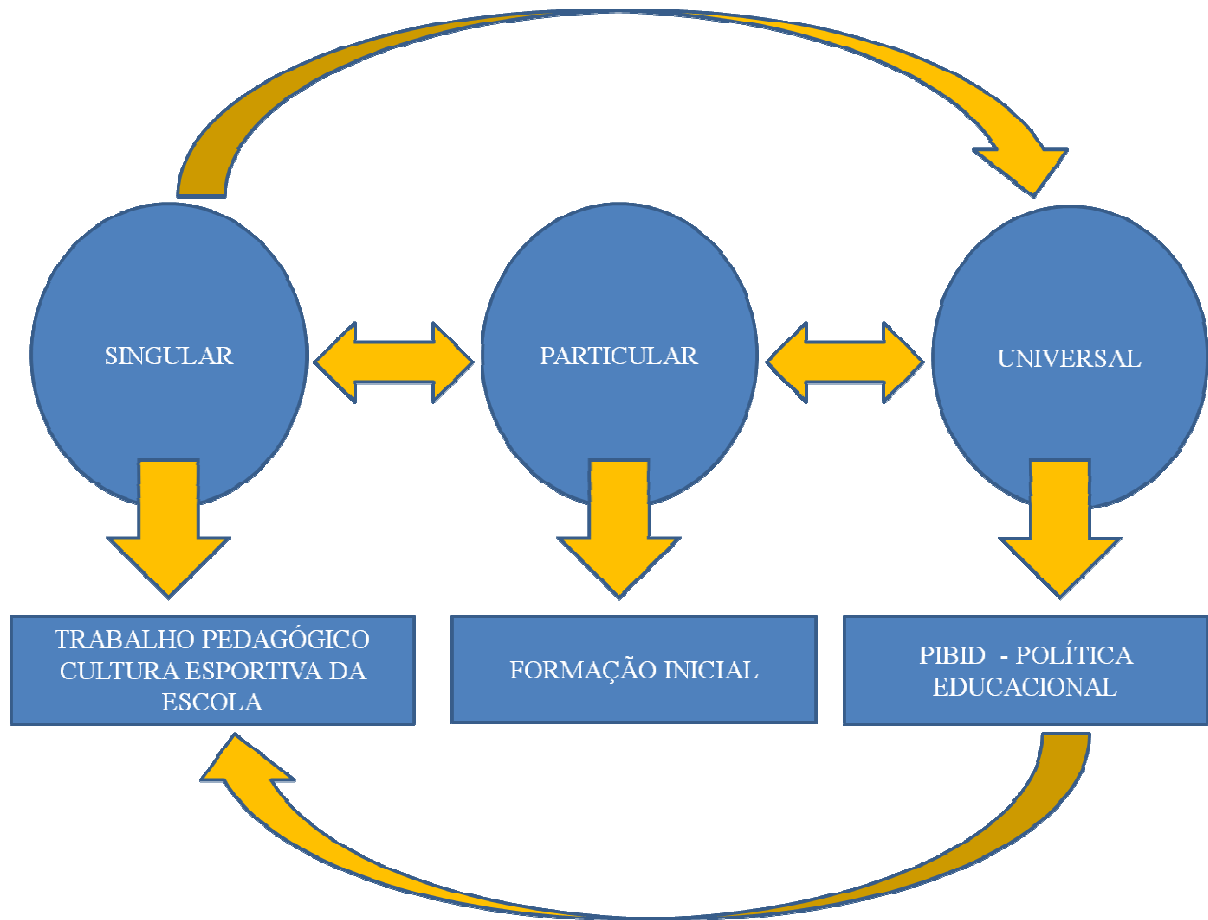 SINGULAR
PARTICULAR
UNIVERSAL
TRABALHO PEDAGÓGICO
CULTURA ESPORTIVA DA
ESCOLA
FORMAÇÃO INICIAL
PIBID - POLÍTICA
EDUCACIONAL